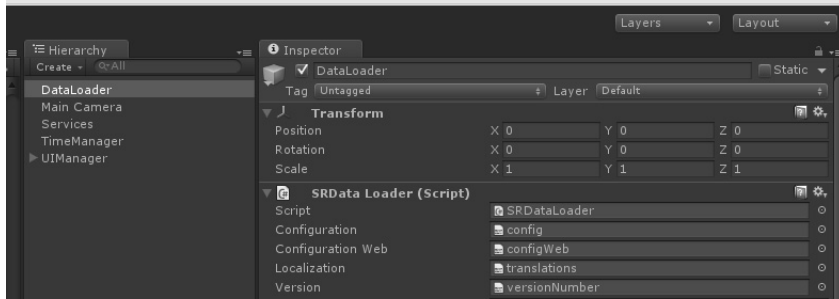 Layers Layout
Hierarchy
Create All
DataLoader
Main Camera
Services
TimeManager
UIManager
Inspector
DataLoader Static
Tag Untagged Layer Default
Transform
Position X 0 Y 0 Z 0
Rotation X 0 Y 0 Z 0
Scale X 1 Y 1 Z 1
SRData Loader (Script)
Script SRDataLoader
Configuration config
Configuration Web configWeb
Localization translations
Version versionNumber